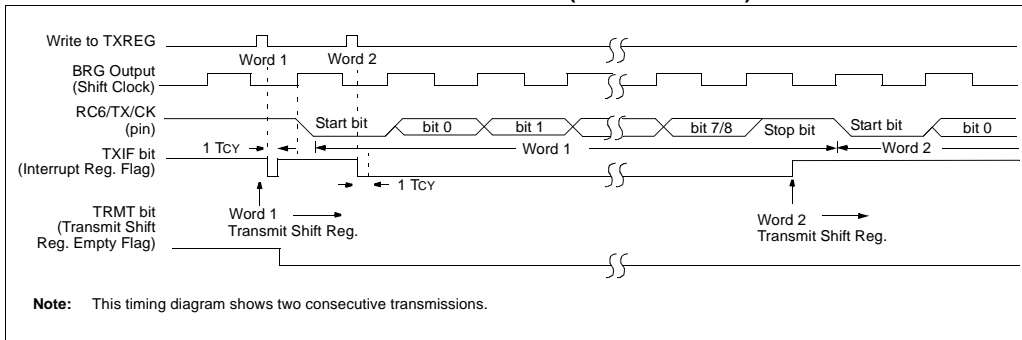 Write to TXREG
Word 1 Word 2
BRG Output
(Shift Clock)
RC6/TX/CK
(pin)
Start bit bit 0 bit 1 bit 7/8 Stop bit Start bit bit 0
1 TCY Word 1 Word 2
TXIF bit
(Interrupt Reg. Flag)
1 TCY
TRMT bit
(Transmit Shift
Reg. Empty Flag)
Word 1
Transmit Shift Reg.
Word 2
Transmit Shift Reg.
Note: This timing diagram shows two consecutive transmissions.